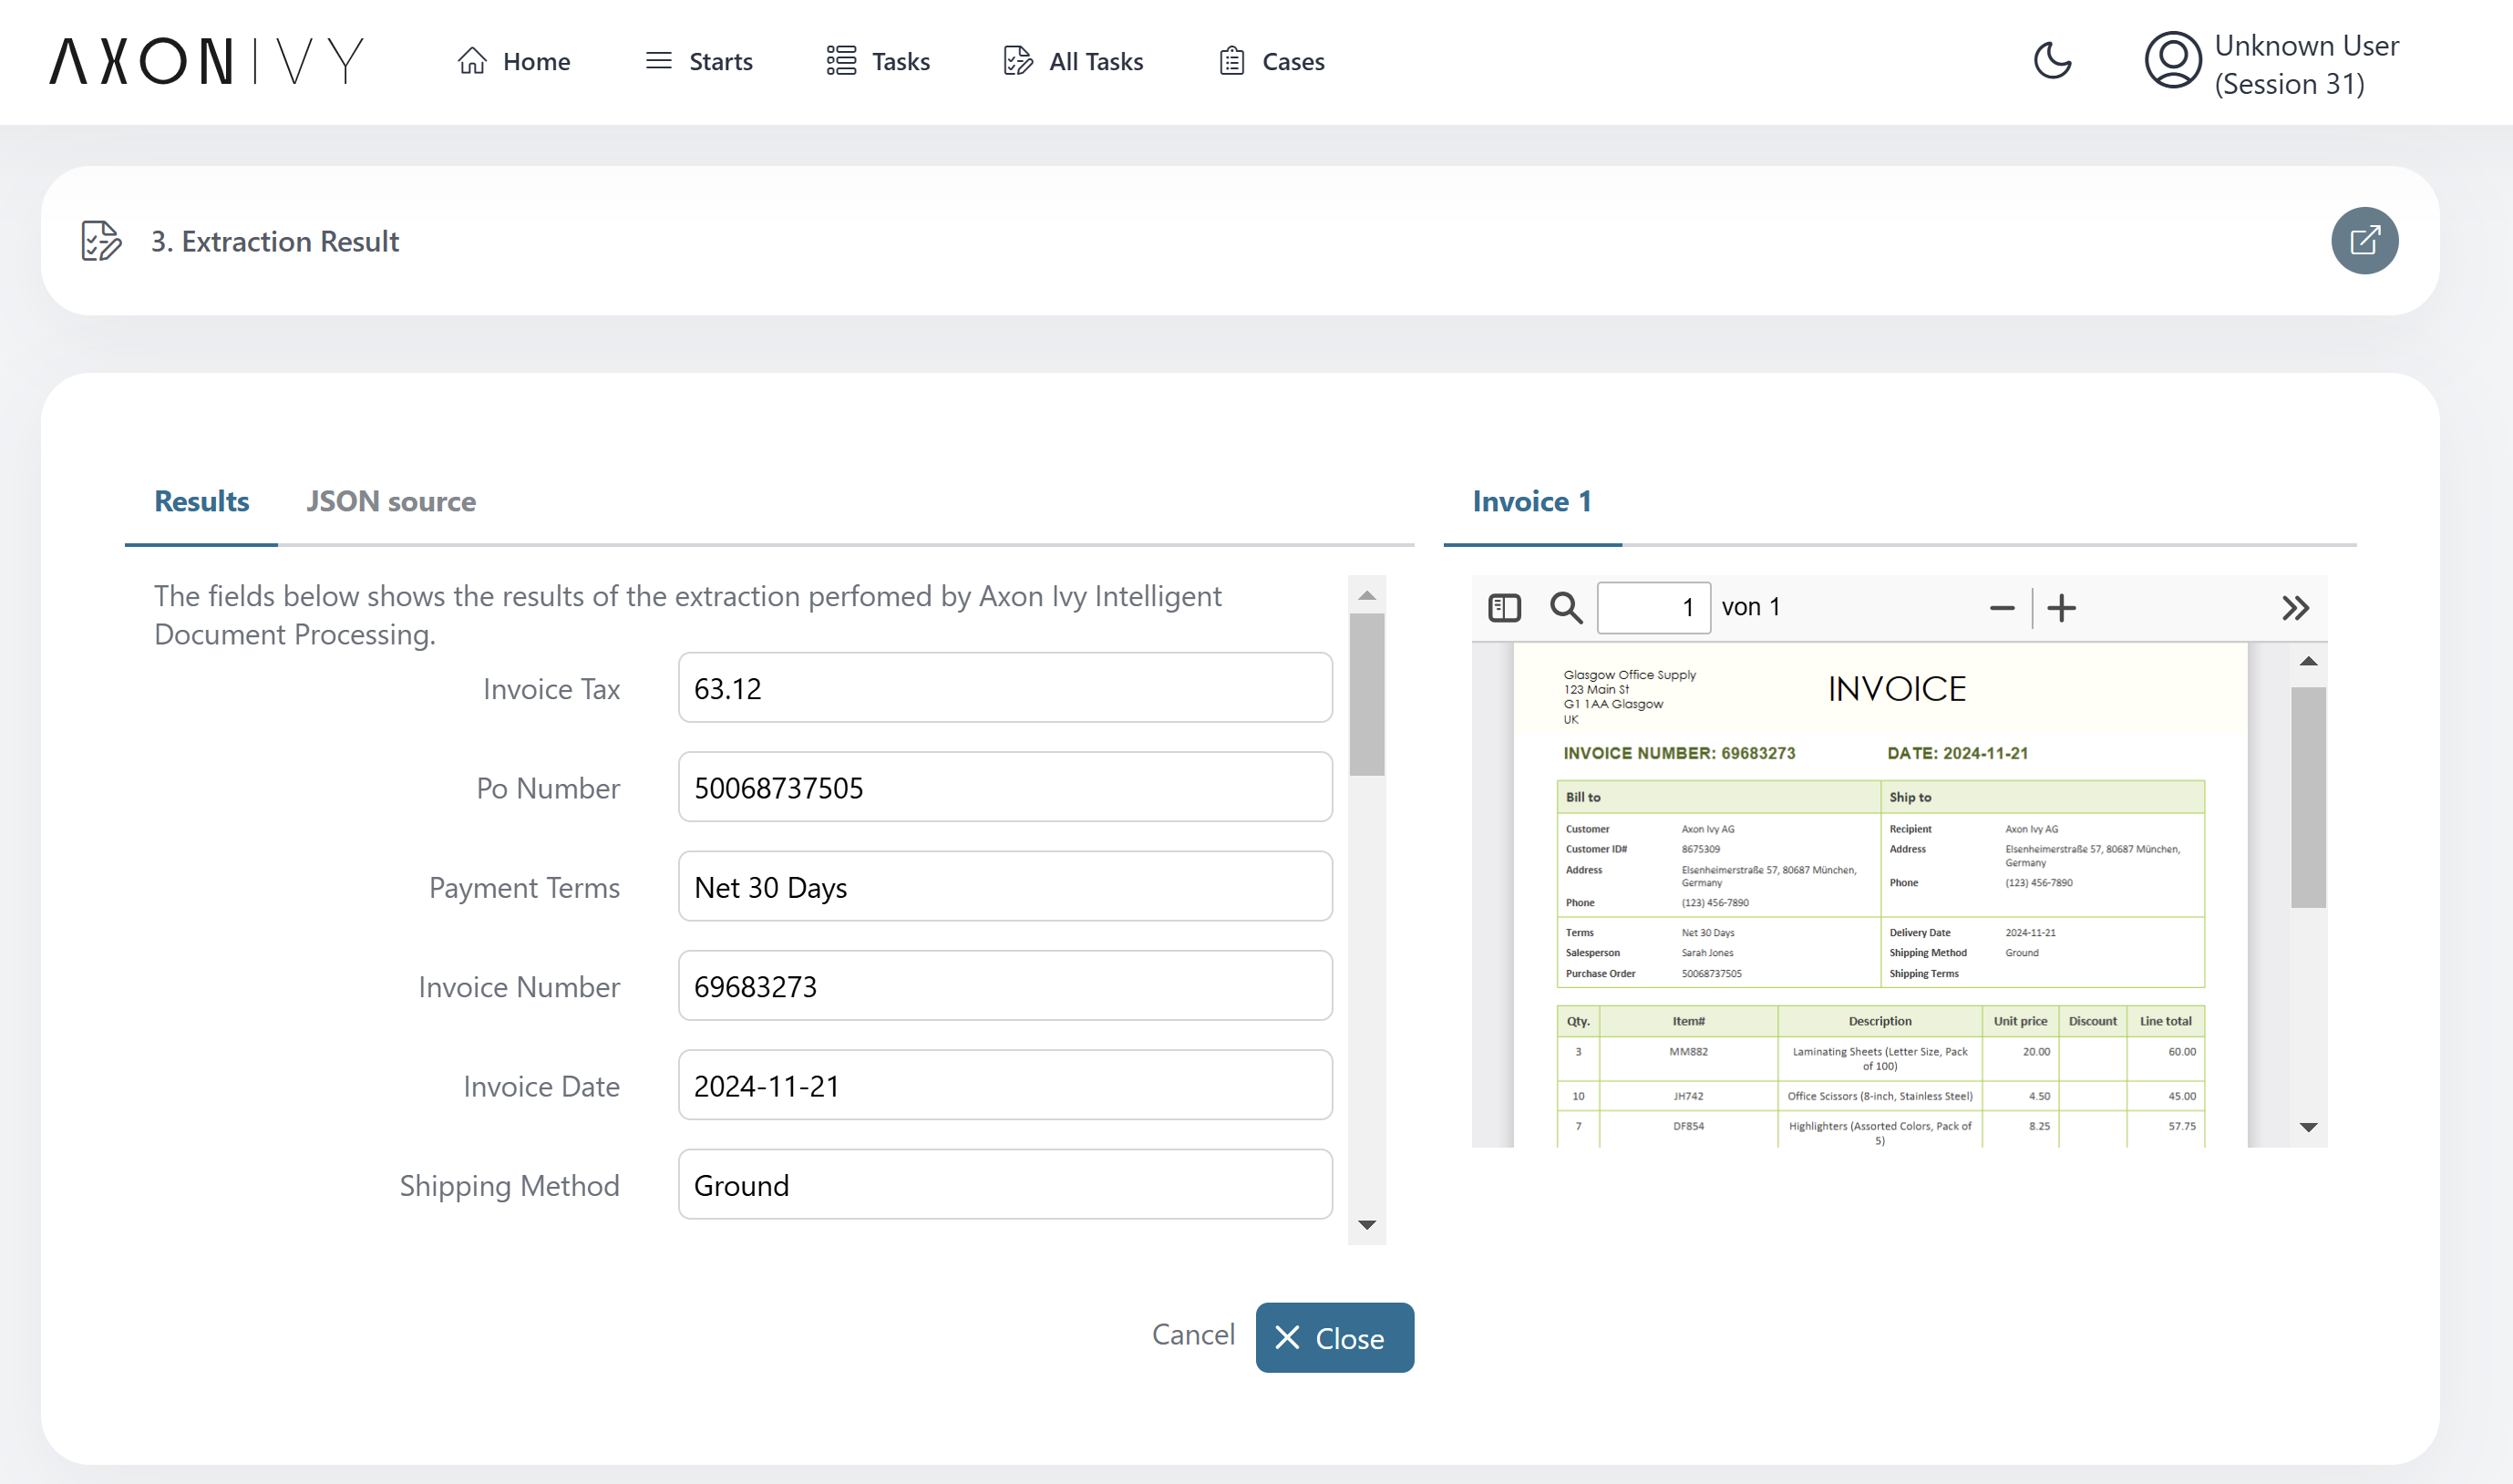 AXONIVY
Home
Starts
Tasks
All Tasks
Cases
Unknown User
(Session 31)
3. Extraction Result
Results
JSON source
The fields below shows the results of the extraction perfomed by Axon Ivy Intelligent
Document Processing.
Invoice Tax 63.12
Po Number 50068737505
Payment Terms Net 30 Days
Invoice Number 69683273
Invoice Date 2024-11-21
Shipping Method Ground
Cancel
Close
Invoice 1
1 von 1
Glasgow Office Supply
123 Main St
G1 1AA Glasgow
UK
INVOICE
INVOICE NUMBER: 69683273 DATE: 2024-11-21
Bill to Ship to
Customer Axon Ivy AG Recipient Axon Ivy AG
Customer ID# 8675309 Address Elsenheimerstraße 57, 80687 München,
Germany
Address Elsenheimerstraße 57, 80687 München,
Germany
Phone (123) 456-7890
Phone (123) 456-7890
Terms Net 30 Days Delivery Date 2024-11-21
Salesperson Sarah Jones Shipping Method Ground
Purchase Order 50068737505 Shipping Terms
Qty. Item# Description Unit price Discount Line total
3 MM882 Laminating Sheets (Letter Size, Pack
of 100) 20.00 60.00
10 JH742 Office Scissors (8-inch, Stainless Steel) 4.50 45.00
7 DF854 Highlighters (Assorted Colors, Pack of
5) 8.25 57.75